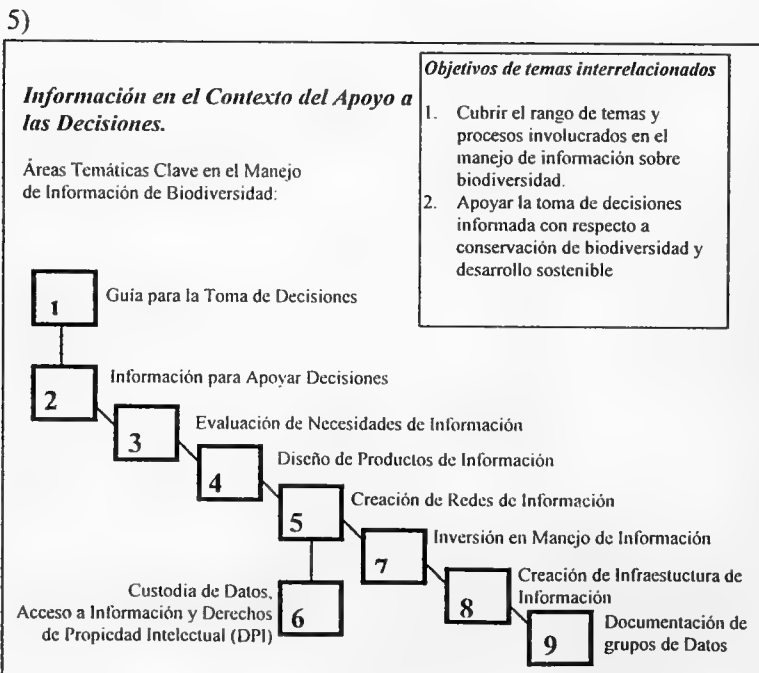 5)
Información en el Contexto del Apoyo a
las Decisiones.
Áreas Temáticas Clave en el Manejo
de Información de Biodiversidad:
Objetivos de temas interrelacionados
1. Cubrir el rango de temas y
procesos involucrados en el
manejo de información sobre
biodiversidad.
2. Apoyar la toma de decisiones
informada con respecto a
conservación de biodiversidad y
desarrollo sostenible
1
Guía para la Toma de Decisiones
2
Información para Apoyar Decisiones
3
Evaluación de Necesidades de Información
4
Diseño de Productos de Información
5
Creación de Redes de Información
Custodia de Datos,
Acceso a Información y Derechos
de Propiedad Intelectual (DPI)
6
7
Inversión en Manejo de Información
8
Creación de Infraestuctura de
Información
9
Documentación de
grupos de Datos